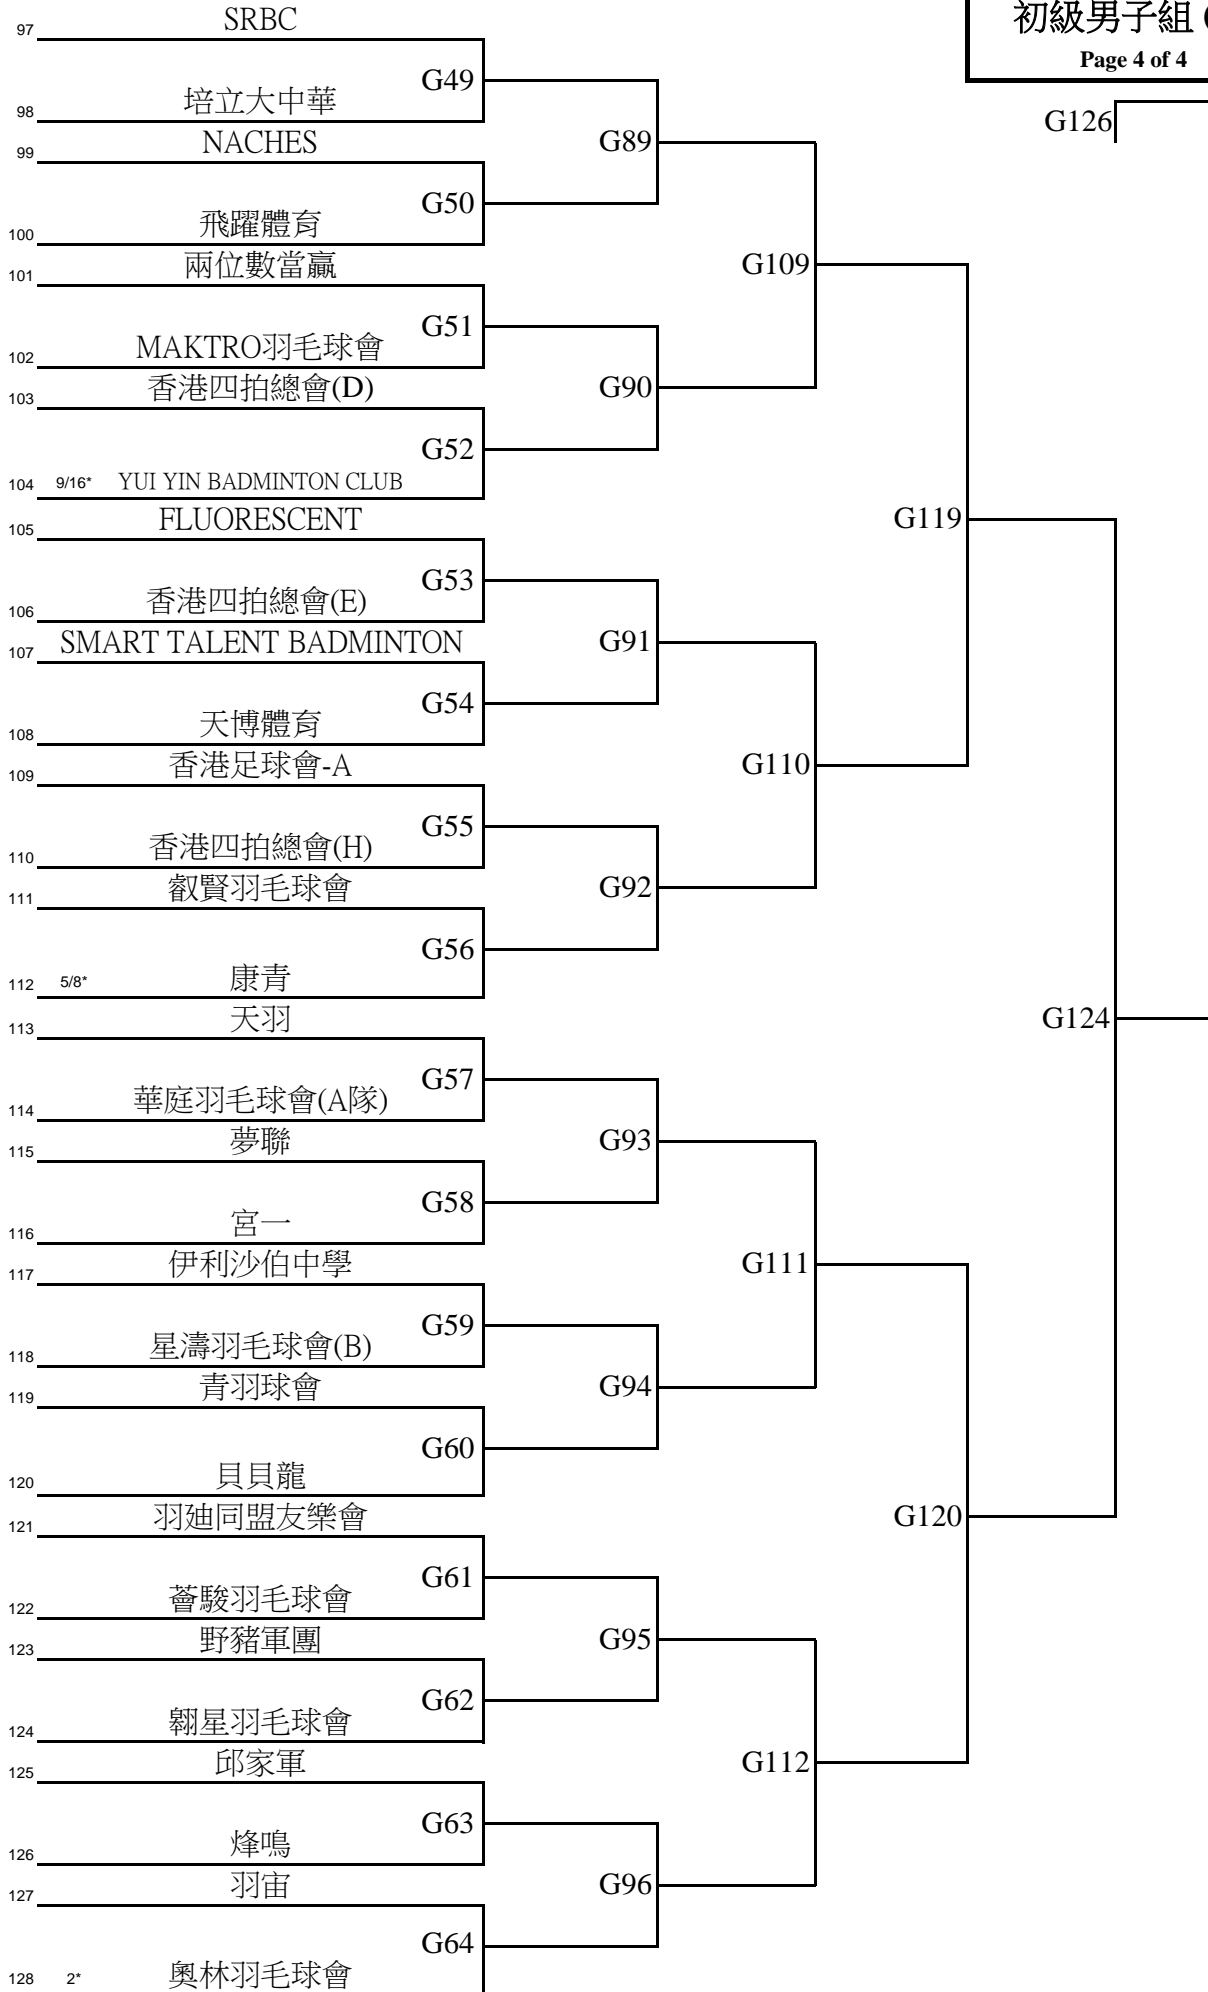 初級男子組 (
Page 4 of 4
97 SRBC
G49
98 培立大中華
99 NACHES
G89
G126
G50
100 飛躍體育
101 兩位數當贏
G109
G51
102 MAKTRO羽毛球會
103 香港四拍總會(D)
G90
G52
104 9/16* YUI YIN BADMINTON CLUB
105 FLUORESCENT
G119
G53
106 香港四拍總會(E)
107 SMART TALENT BADMINTON
G91
G54
108 天博體育
109 香港足球會-A
G110
G55
110 香港四拍總會(H)
111 叡賢羽毛球會
G92
G56
112 5/8* 康青
113 天羽
G124
G57
114 華庭羽毛球會(A隊)
115 夢聯
G93
G58
116 宮一
117 伊利沙伯中學
G111
G59
118 星濤羽毛球會(B)
119 青羽球會
G94
G60
120 貝貝龍
121 羽廸同盟友樂會
G120
G61
122 薈駿羽毛球會
123 野豬軍團
G95
G62
124 翱星羽毛球會
125 邱家軍
G112
G63
126 烽鳴
127 羽宙
G96
G64
128 2* 奧林羽毛球會